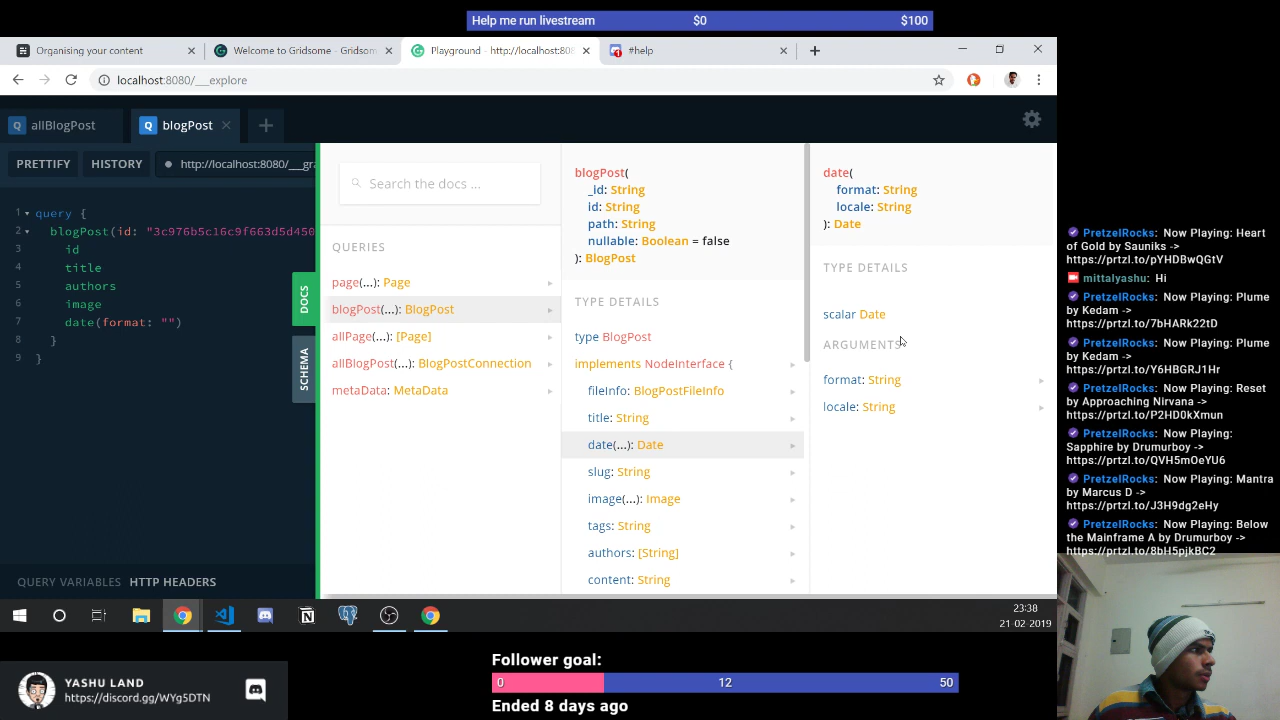 Help me run livestream $0 $100
Organising your content
Welcome to Gridsome - Gridsom
Playground - http://localhost:808
#help
localhost:8080/___explore
allBlogPost
blogPost
PRETTIFY
HISTORY
http://localhost:8080/___gra
1 query {
2 blogPost(id: "3c976b5c16c9f663d5d450
3 id
4 title
5 authors
6 image
7 date(format: "")
8 }
9 }
QUERY VARIABLES HTTP HEADERS
DOCS
SCHEMA
Search the docs ...
QUERIES
page(...): Page
blogPost(...): BlogPost
allPage(...): [Page]
allBlogPost(...): BlogPostConnection
metaData: MetaData
blogPost(
_id: String
id: String
path: String
nullable: Boolean = false
): BlogPost
TYPE DETAILS
type BlogPost
implements NodeInterface {
fileInfo: BlogPostFileInfo
title: String
date(...): Date
slug: String
image(...): Image
tags: String
authors: [String]
content: String
date(
format: String
locale: String
): Date
TYPE DETAILS
scalar Date
ARGUMENTS
format: String
locale: String
PretzelRocks: Now Playing: Heart
of Gold by Sauniks ->
https://prtzl.to/pYHDBwQGtV
mittalyashu: Hi
PretzelRocks: Now Playing: Plume
by Kedam ->
https://prtzl.to/7bHARk22tD
PretzelRocks: Now Playing: Plume
by Kedam ->
https://prtzl.to/Y6HBGRJ1Hr
PretzelRocks: Now Playing: Reset
by Approaching Nirvana ->
https://prtzl.to/P2HD0kXmun
PretzelRocks: Now Playing:
Sapphire by Drumurboy ->
https://prtzl.to/QVH5mOeYU6
PretzelRocks: Now Playing: Mantra
by Marcus D ->
https://prtzl.to/J3H9dg2eHy
PretzelRocks: Now Playing: Below
the Mainframe A by Drumurboy ->
https://prtzl.to/8bH5pjkBC2
23:38
21-02-2019
YASHU LAND
https://discord.gg/WYg5DTN
Follower goal:
0 12 50
Ended 8 days ago